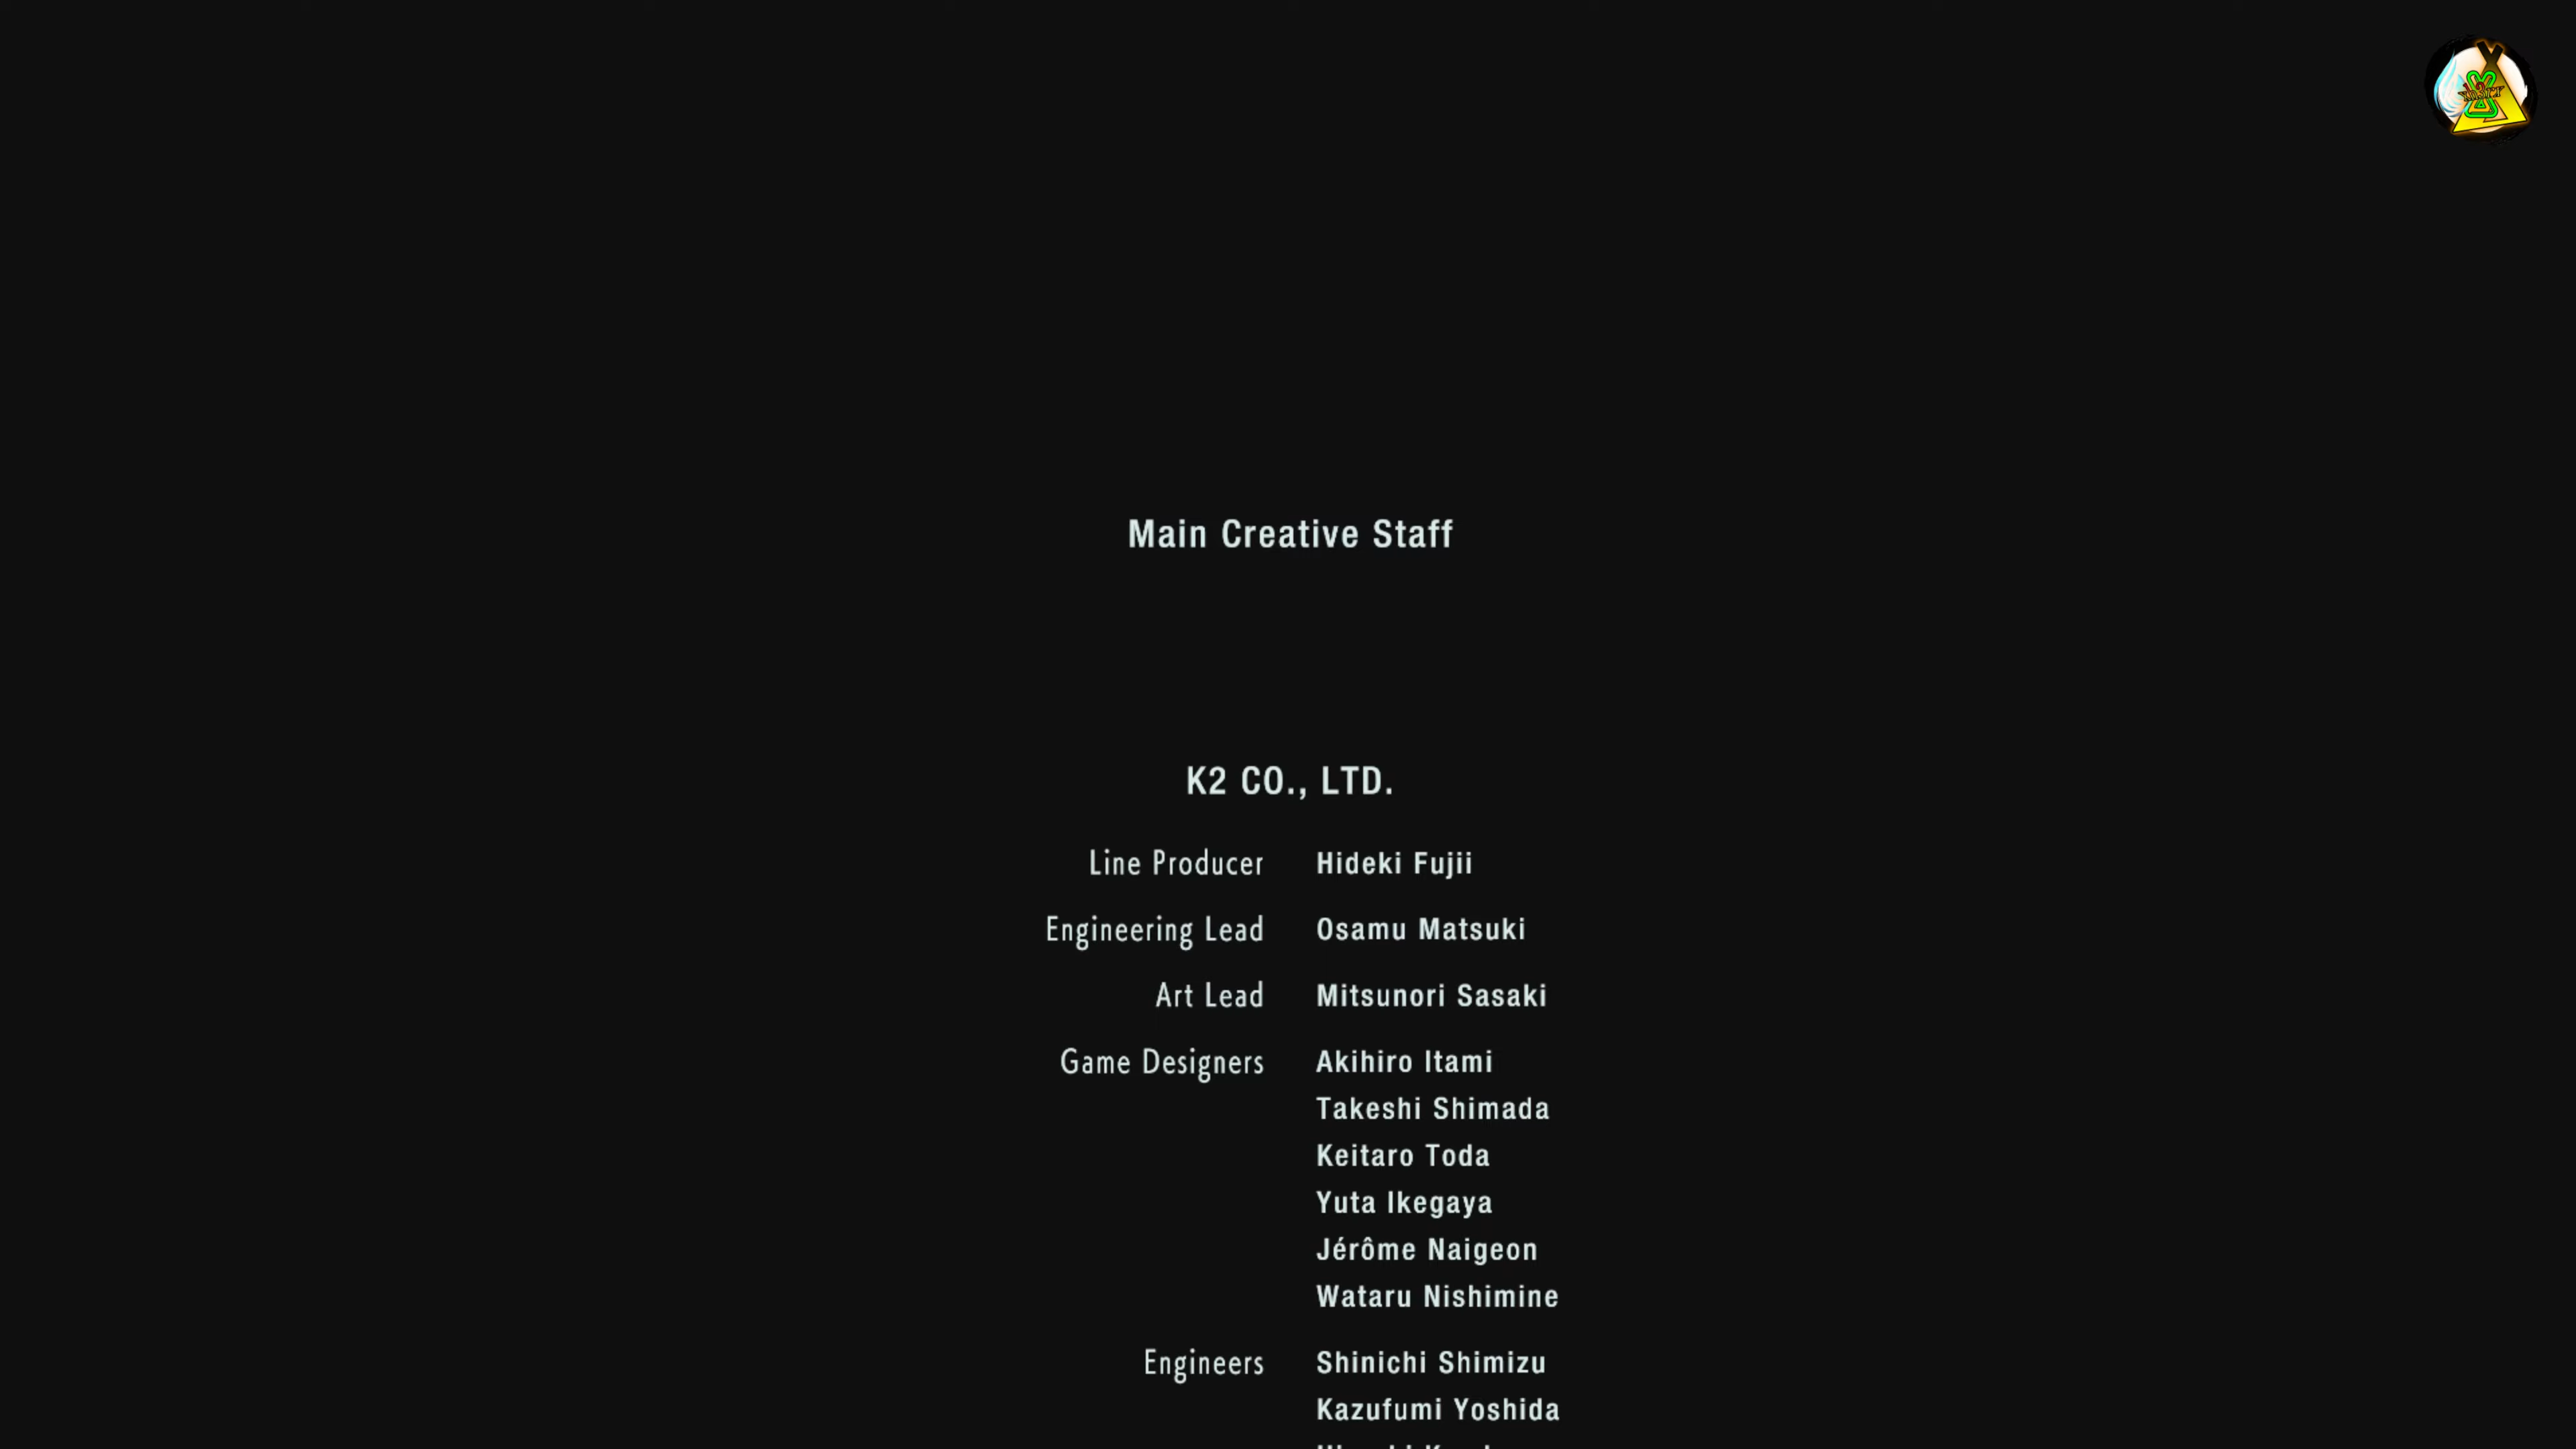 Main Creative Staff
K2 CO., LTD.
Line Producer Hideki Fujii
Engineering Lead Osamu Matsuki
Art Lead Mitsunori Sasaki
Game Designers Akihiro Itami
Takeshi Shimada
Keitaro Toda
Yuta Ikegaya
Jérôme Naigeon
Wataru Nishimine
Engineers Shinichi Shimizu
Kazufumi Yoshida